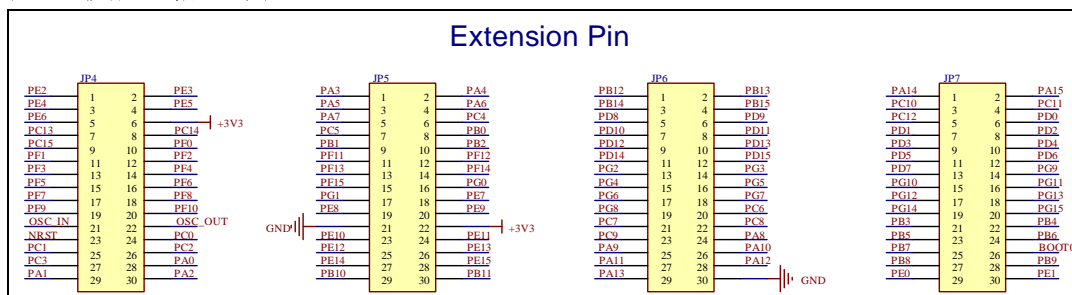 Extension Pin
JP4 JP5 JP6 JP7
PE2 1 2 PE3 PA3 1 2 PA4 PB12 1 2 PB13 PA14 1 2 PA15
PE4 3 4 PE5 PA5 3 4 PA6 PB14 3 4 PB15 PC10 3 4 PC11
PE6 5 6 +3V3 PA7 5 6 PC4 PD8 5 6 PD9 PC12 5 6 PD0
PC13 7 8 PC14 PC5 7 8 PB0 PD10 7 8 PD11 PD1 7 8 PD2
PC15 9 10 PF0 PB1 9 10 PB2 PD12 9 10 PD13 PD3 9 10 PD4
PF1 11 12 PF2 PF11 11 12 PF12 PD14 11 12 PD15 PD5 11 12 PD6
PF3 13 14 PF4 PF13 13 14 PF14 PG2 13 14 PG3 PD7 13 14 PG9
PF5 15 16 PF6 PF15 15 16 PG0 PG4 15 16 PG5 PG10 15 16 PG11
PF7 17 18 PF8 PG1 17 18 PE7 PG6 17 18 PG7 PG12 17 18 PG13
PF9 19 20 PF10 PE8 19 20 PE9 PG8 19 20 PC6 PG14 19 20 PG15
OSC_IN 21 22 OSC_OUT GND 21 22 +3V3 PC7 21 22 PC8 PB3 21 22 PB4
NRST 23 24 PC0 PE10 23 24 PE11 PC9 23 24 PA8 PB5 23 24 PB6
PC1 25 26 PC2 PE12 25 26 PE13 PA9 25 26 PA10 PB7 25 26 BOOT0
PC3 27 28 PA0 PE14 27 28 PE15 PA11 27 28 PA12 PB8 27 28 PB9
PA1 29 30 PA2 PB10 29 30 PB11 PA13 29 30 GND PE0 29 30 PE1